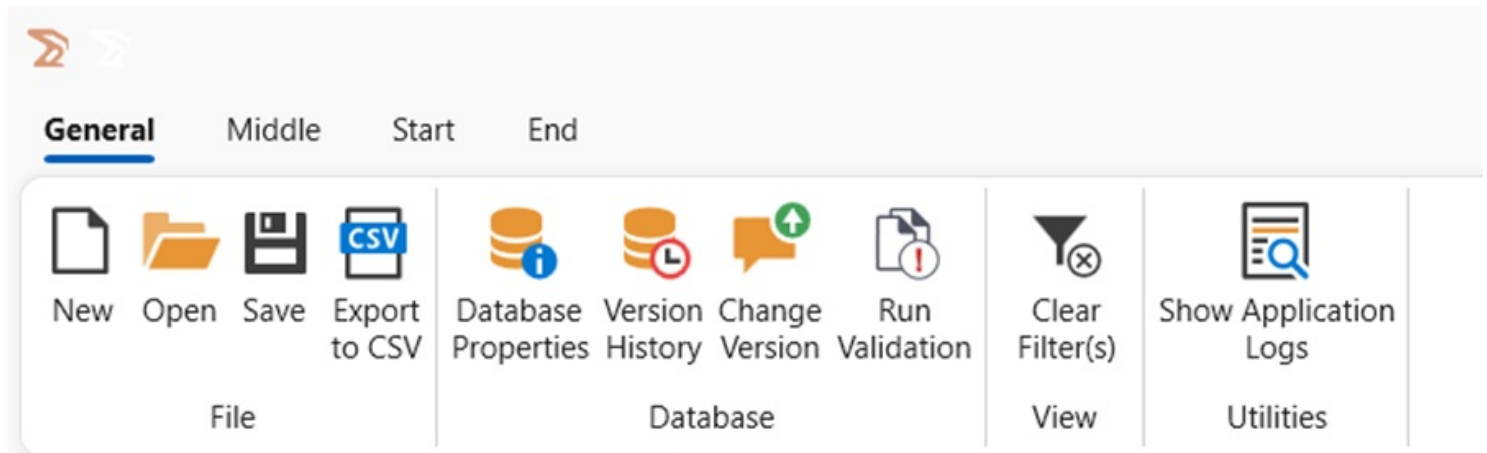 General Middle Start End
CSV
New Open Save Export to CSV Database Properties Version History Change Version Run Validation Clear Filter(s) Show Application Logs
File Database View Utilities